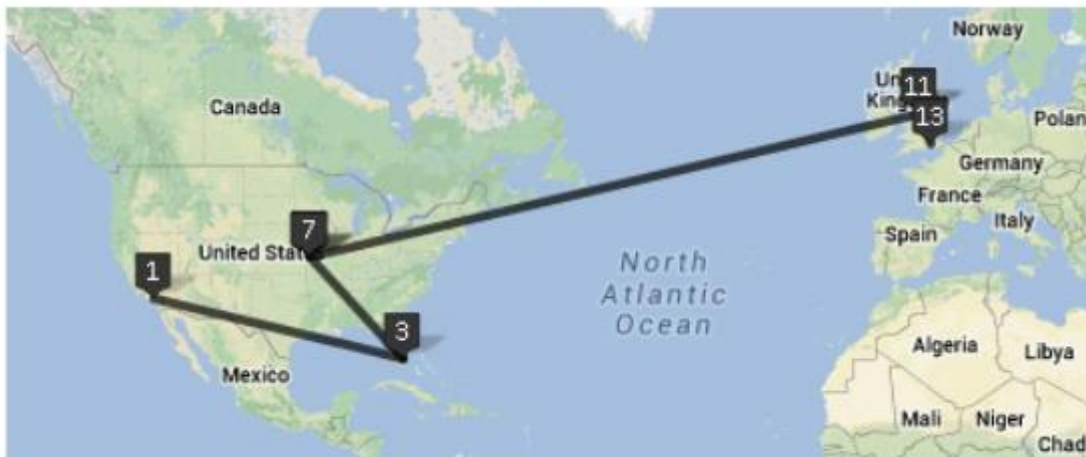 Norway
Un
Kin
11
13
Poland
Germany
France
Spain
Italy
Canada
7
United Stat
1
3
Mexico
North
Atlantic
Ocean
Algeria
Libya
Mali
Niger
Chad